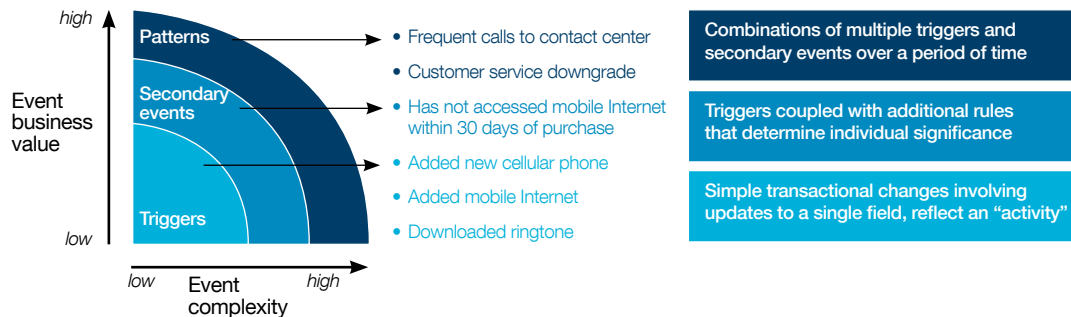 high
Event
business
value
low
Patterns
Secondary
events
Triggers
low
Event
complexity
high
• Frequent calls to contact center
• Customer service downgrade
• Has not accessed mobile Internet
within 30 days of purchase
• Added new cellular phone
• Added mobile Internet
• Downloaded ringtone
Combinations of multiple triggers and
secondary events over a period of time
Triggers coupled with additional rules
that determine individual significance
Simple transactional changes involving
updates to a single field, reflect an “activity”